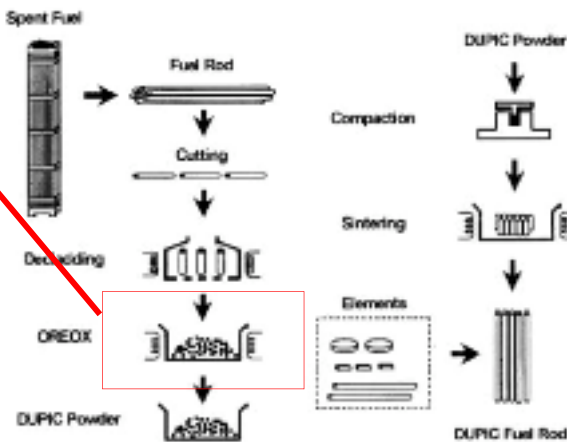 Spent Fuel
Fuel Rod
Cutting
Decladding
OREOX
DUPIC Powder
DUPIC Powder
Compaction
Sintering
Elements
DUPIC Fuel Rod